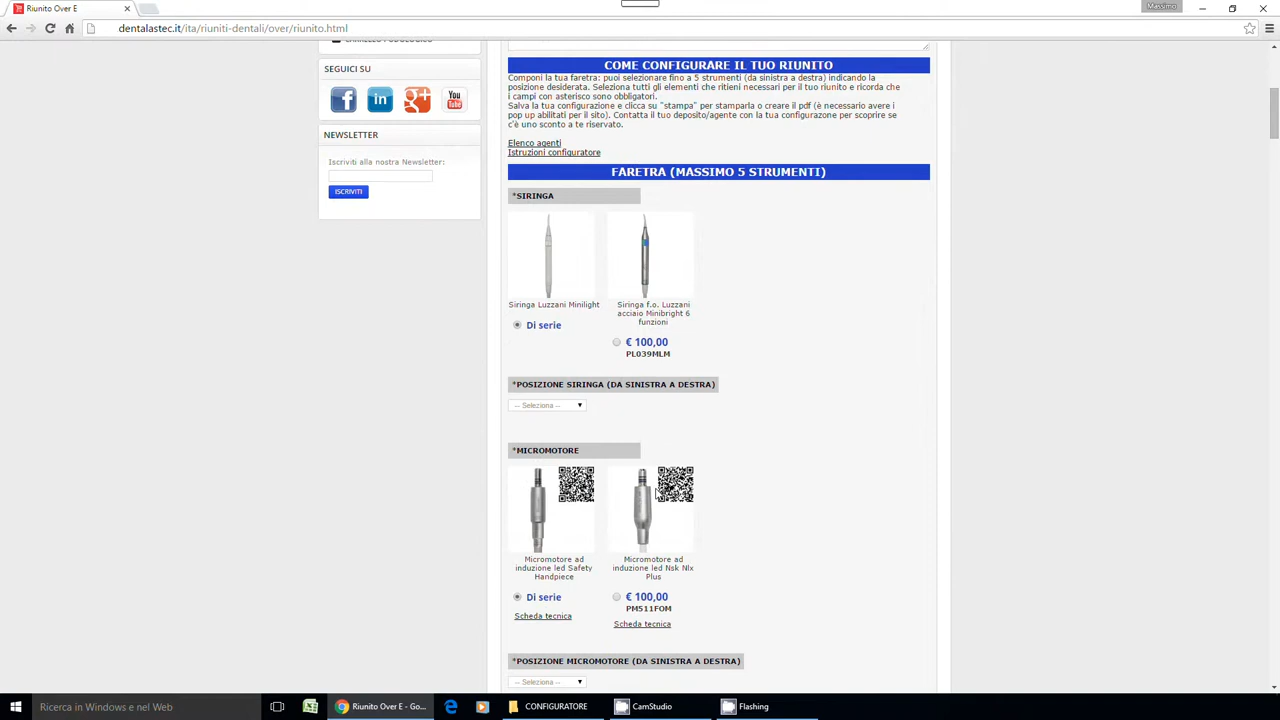 Riunito Over E
Massimo
dentalastec.it/ita/riuniti-dentali/over/riunito.html
SEGUICI SU
You
Tube
NEWSLETTER
Iscriviti alla nostra Newsletter:
ISCRIVITI
COME CONFIGURARE IL TUO RIUNITO
Componi la tua faretra: puoi selezionare fino a 5 strumenti (da sinistra a destra) indicando la
posizione desiderata. Seleziona tutti gli elementi che ritieni necessari per il tuo riunito e ricorda che
i campi con asterisco sono obbligatori.
Salva la tua configurazione e clicca su "stampa" per stamparla o creare il pdf (è necessario avere i
pop up abilitati per il sito). Contatta il tuo deposito/agente con la tua configurazone per scoprire se
c'è uno sconto a te riservato.
Elenco agenti
Istruzioni configuratore
FARETRA (MASSIMO 5 STRUMENTI)
*SIRINGA
Siringa Luzzani Minilight
Di serie
Siringa f.o. Luzzani
acciaio Minibright 6
funzioni
€ 100,00
PL039MLM
*POSIZIONE SIRINGA (DA SINISTRA A DESTRA)
-- Seleziona --
*MICROMOTORE
Micromotore ad
induzione led Safety
Handpiece
Di serie
Scheda tecnica
Micromotore ad
induzione led Nsk Nlx
Plus
€ 100,00
PM511FOM
Scheda tecnica
*POSIZIONE MICROMOTORE (DA SINISTRA A DESTRA)
-- Seleziona --
Ricerca in Windows e nel Web
Riunito Over E - Go...
CONFIGURATORE
CamStudio
Flashing